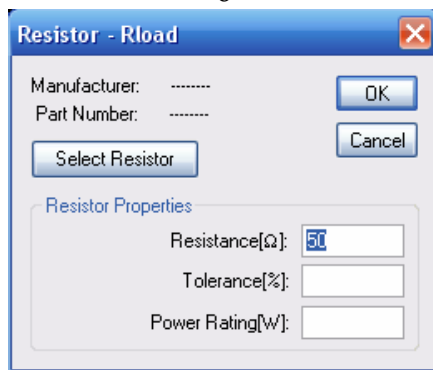 Resistor - Rload
Manufacturer: --------
Part Number: --------
OK
Cancel
Select Resistor
Resistor Properties
Resistance[Ω]: 50
Tolerance[%]:
Power Rating[W]: